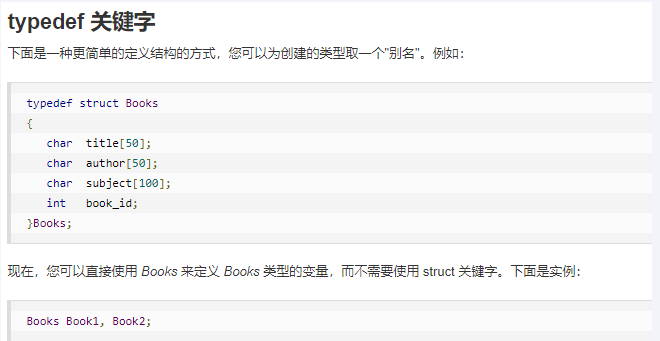 typedef 关键字
下面是一种更简单的定义结构的方式，您可以为创建的类型取一个"别名"。例如：
typedef struct Books
{
   char  title[50];
   char  author[50];
   char  subject[100];
   int   book_id;
}Books;
现在，您可以直接使用 Books 来定义 Books 类型的变量，而不需要使用 struct 关键字。下面是实例：
Books Book1, Book2;